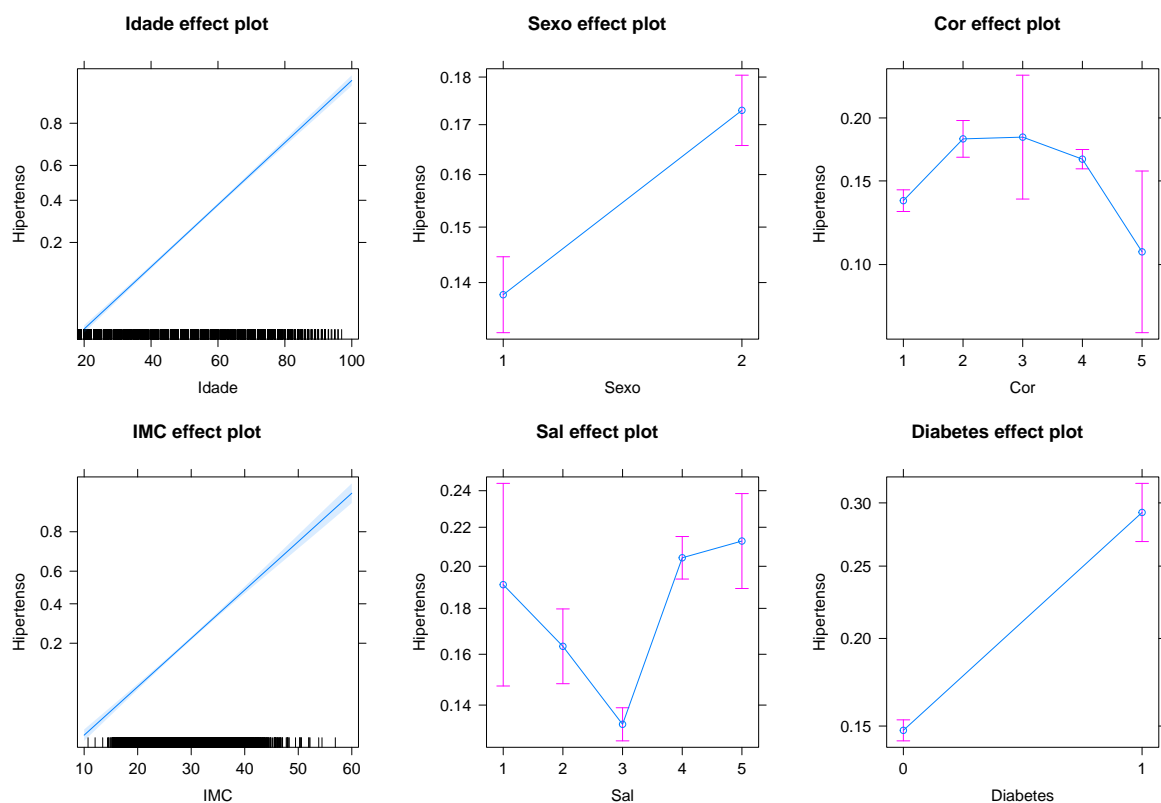 Idade effect plot
Idade
Hipertenso
20 40 60 80 100
0.2
0.4
0.6
0.8
Sexo effect plot
Sexo
Hipertenso
0.14
0.15
0.16
0.17
0.18
1 2
Cor effect plot
Cor
Hipertenso
0.10
0.15
0.20
1 2 3 4 5
IMC effect plot
IMC
Hipertenso
10 20 30 40 50 60
0.2
0.4
0.6
0.8
Sal effect plot
Sal
Hipertenso
0.14
0.16
0.18
0.20
0.22
0.24
1 2 3 4 5
Diabetes effect plot
Diabetes
Hipertenso
0.15
0.20
0.25
0.30
0 1